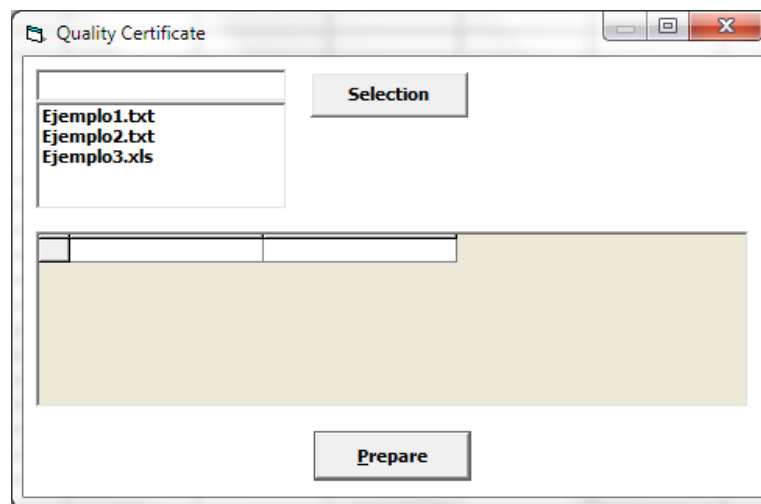 Quality Certificate
Selection
Ejemplo1.txt
Ejemplo2.txt
Ejemplo3.xls
Prepare